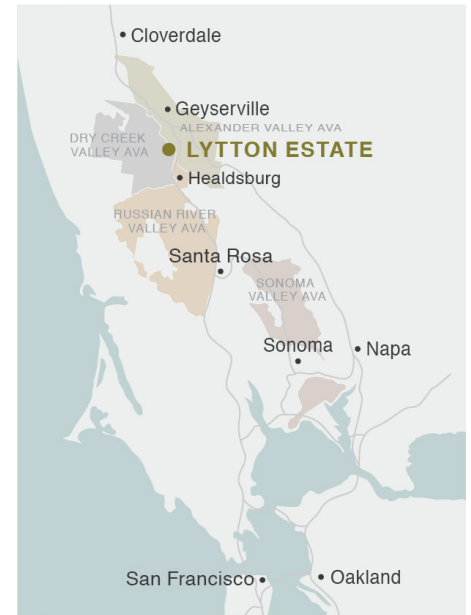 Cloverdale
Geyserville
ALEXANDER VALLEY AVA
DRY CREEK
VALLEY AVA
LYTTON ESTATE
Healdsburg
RUSSIAN RIVER
VALLEY AVA
Santa Rosa
SONOMA
VALLEY AVA
Sonoma
Napa
San Francisco
Oakland